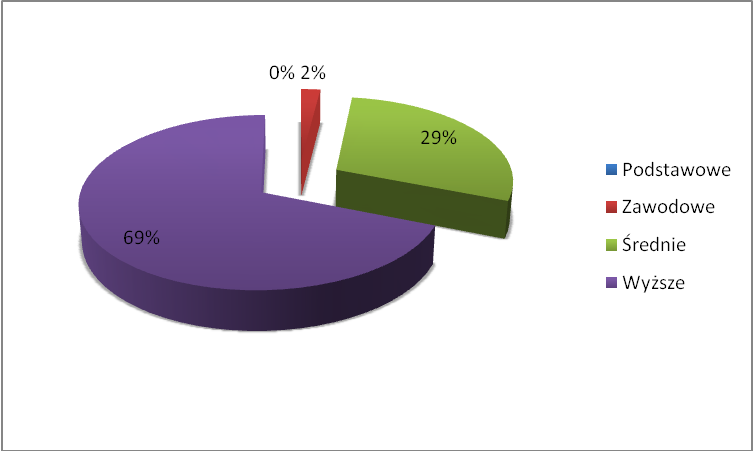 0% 2%
29%
69%
Podstawowe
Zawodowe
Średnie
Wyższe